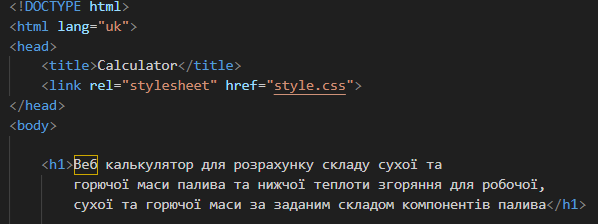 <!DOCTYPE html>
<html lang="uk">
<head>
<title>Calculator</title>
<link rel="stylesheet" href="style.css">
</head>
<body>
<h1>Веб калькулятор для розрахунку складу сухої та
горючої маси палива та нижчої теплоти згоряння для робочої,
сухої та горючої маси за заданим складом компонентів палива</h1>